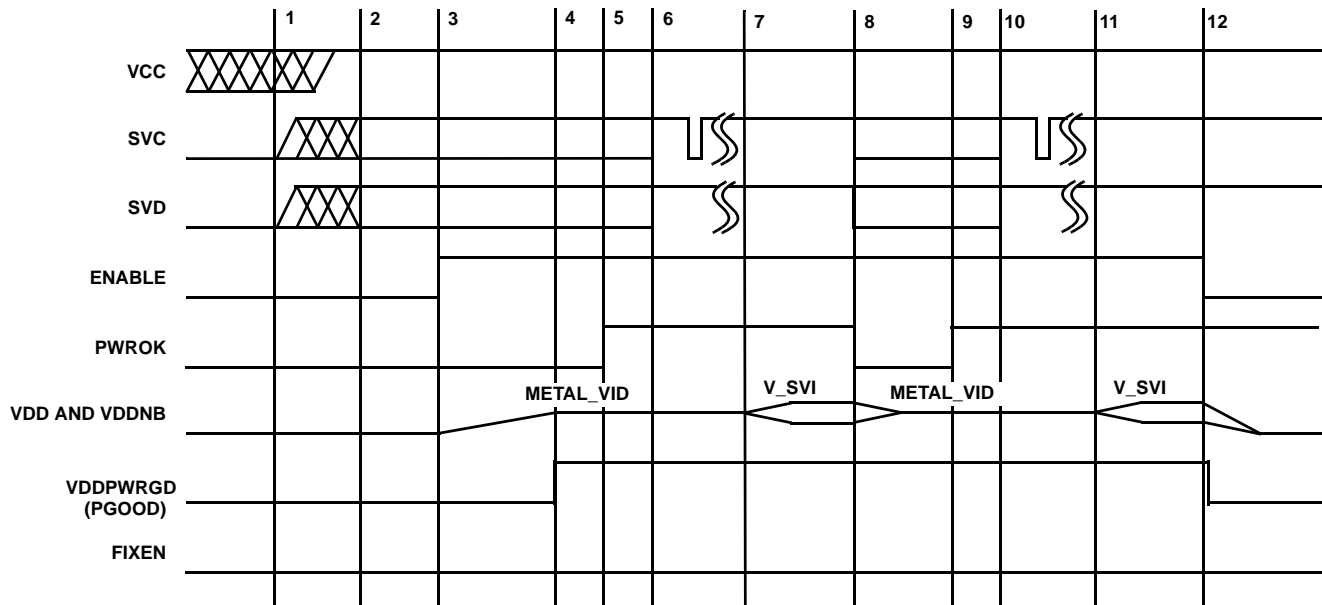 1 2 3 4 5 6 7 8 9 10 11 12
VCC
SVC
SVD
ENABLE
PWROK
METAL_VID V_SVI METAL_VID V_SVI
VDD AND VDDNB
VDDPWRGD
(PGOOD)
FIXEN